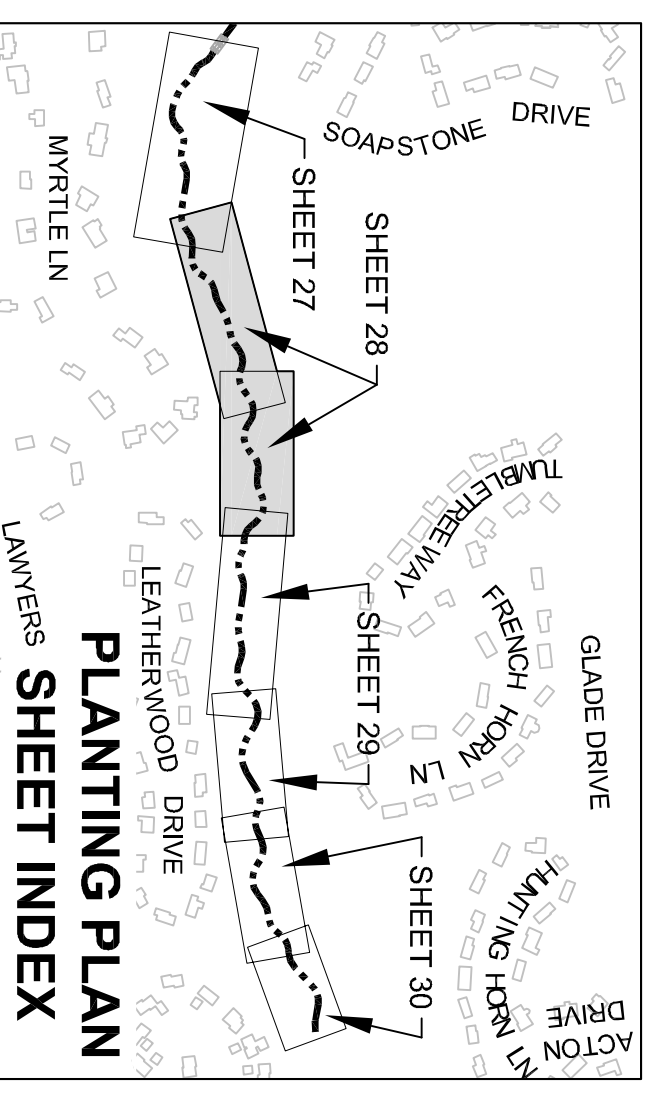 SOAPSTONE DRIVE
MYRTLE LN
SHEET 27
SHEET 28
TUMBLETREE WAY
FRENCH HORN LN
GLADE DRIVE
LAWYERS
LEATHERWOOD DRIVE
SHEET 29
SHEET 30
HUNTING HORN LN
ACTON
DRIVE
PLANTING PLAN
SHEET INDEX